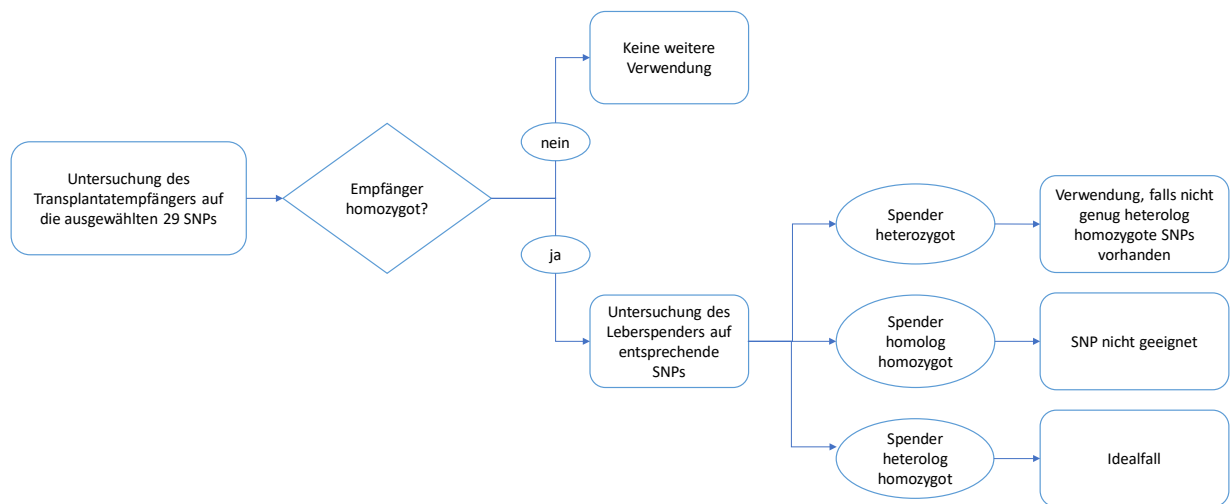 Untersuchung des
Transplantatempfängers auf
die ausgewählten 29 SNPs
Empfänger
homozygot?
nein
Keine weitere
Verwendung
ja
Untersuchung des
Leberspenders auf
entsprechende
SNPs
Spender
heterozygot
Verwendung, falls nicht
genug heterolog
homozygote SNPs
vorhanden
Spender
homolog
homozygot
SNP nicht geeignet
Spender
heterolog
homozygot
Idealfall